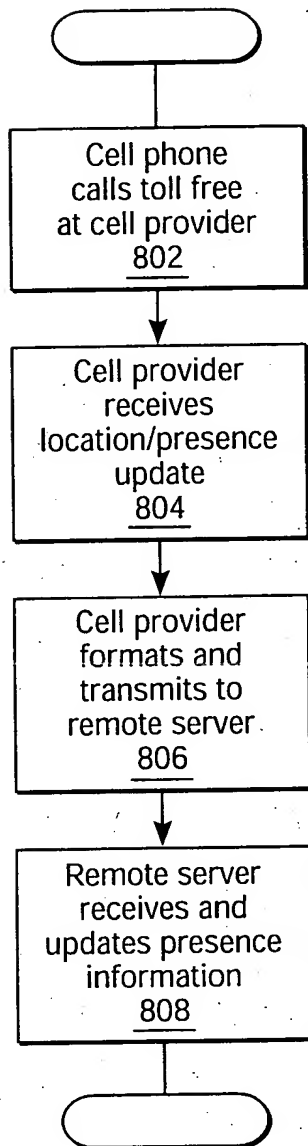 Cell phone
calls toll free
at cell provider
802
Cell provider
receives
location/presence
update
804
Cell provider
formats and
transmits to
remote server
806
Remote server
receives and
updates presence
information
808